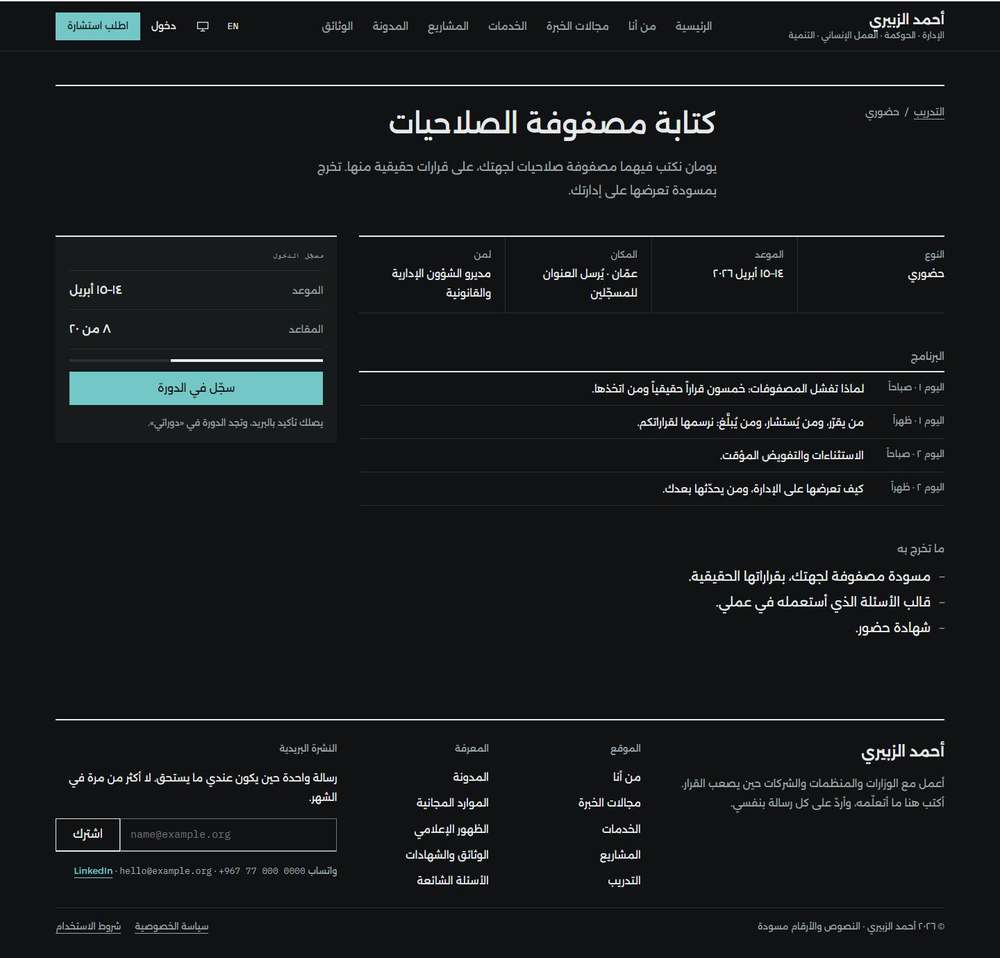 أحمد الزبيري
الإدارة · الحوكمة · العمل الإنساني · التنمية
الرئيسية
من أنا
مجالات الخبرة
الخدمات
المشاريع
المدونة
الوثائق
EN
دخول
اطلب استشارة
التدريب / حضوري
كتابة مصفوفة الصلاحيات
يومان نكتب فيهما مصفوفة صلاحيات لجهتك، على قرارات حقيقية منها. تخرج
بمسودة تعرضها على إدارتك.
النوع
حضوري
الموعد
١٤–١٥ أبريل ٢٠٢٦
المكان
عمّان · يُرسل العنوان
للمسجّلين
لمن
مديرو الشؤون الإدارية
والقانونية
مسجّل الدخول
الموعد
١٤–١٥ أبريل
المقاعد
٨ من ٢٠
سجّل في الدورة
يصلك تأكيد بالبريد، وتجد الدورة في «دوراتي».
البرنامج
اليوم ١ · صباحاً
لماذا تفشل المصفوفات: خمسون قراراً حقيقياً ومن اتخذها.
اليوم ١ · ظهراً
من يقرّر، ومن يُستشار، ومن يُبلَّغ: نرسمها لقراراتكم.
اليوم ٢ · صباحاً
الاستثناءات والتفويض المؤقت.
اليوم ٢ · ظهراً
كيف تعرضها على الإدارة، ومن يحدّثها بعدك.
ما تخرج به
– مسودة مصفوفة لجهتك، بقراراتها الحقيقية.
– قالب الأسئلة الذي أستعمله في عملي.
– شهادة حضور.
أحمد الزبيري
أعمل مع الوزارات والمنظمات والشركات حين يصعب القرار.
أكتب هنا ما أتعلّمه، وأردّ على كل رسالة بنفسي.
الموقع
من أنا
مجالات الخبرة
الخدمات
المشاريع
التدريب
المعرفة
المدونة
الموارد المجانية
الظهور الإعلامي
الوثائق والشهادات
الأسئلة الشائعة
النشرة البريدية
رسالة واحدة حين يكون عندي ما يستحق. لا أكثر من مرة في
الشهر.
name@example.org
اشترك
واتساب 0000 000 77 967+ · hello@example.org · LinkedIn
© ٢٠٢٦ أحمد الزبيري · النصوص والأرقام مسودة
سياسة الخصوصية
شروط الاستخدام